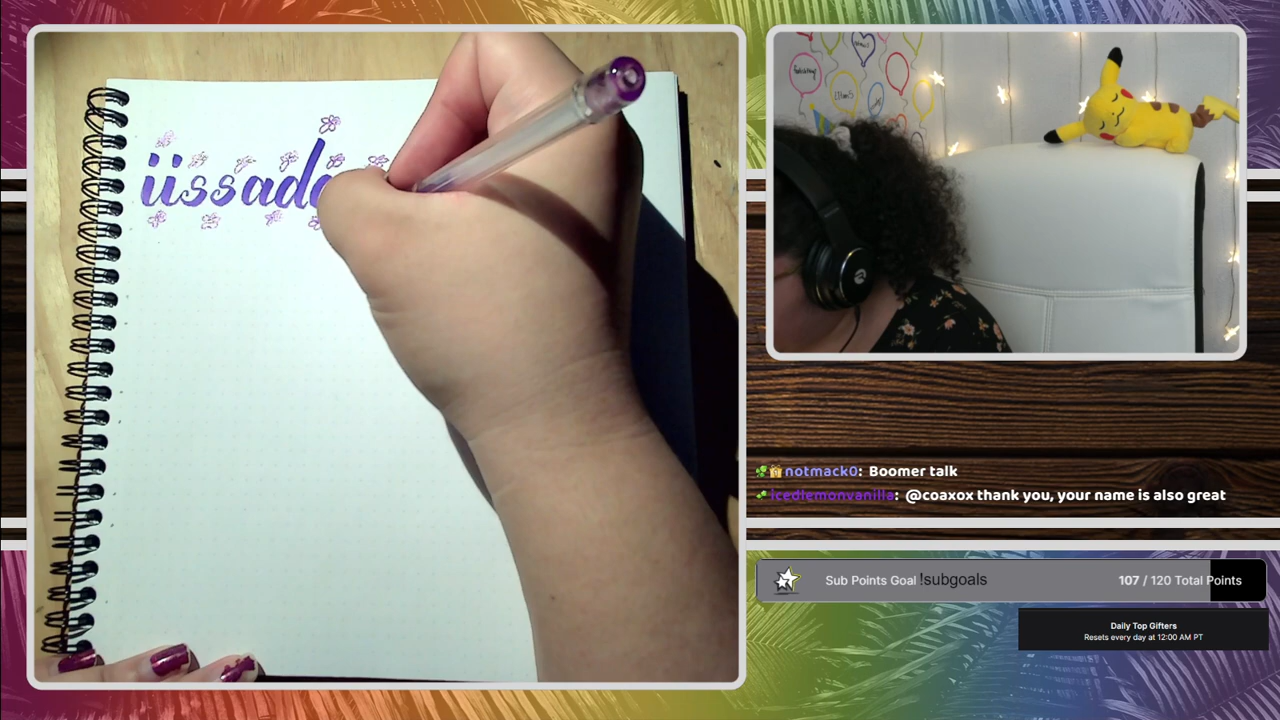 iissad
notmack0: Boomer talk
icedlemonvanilla: @coaxox thank you, your name is also great
Sub Points Goal !subgoals 107 / 120 Total Points
Daily Top Gifters
Resets every day at 12:00 AM PT